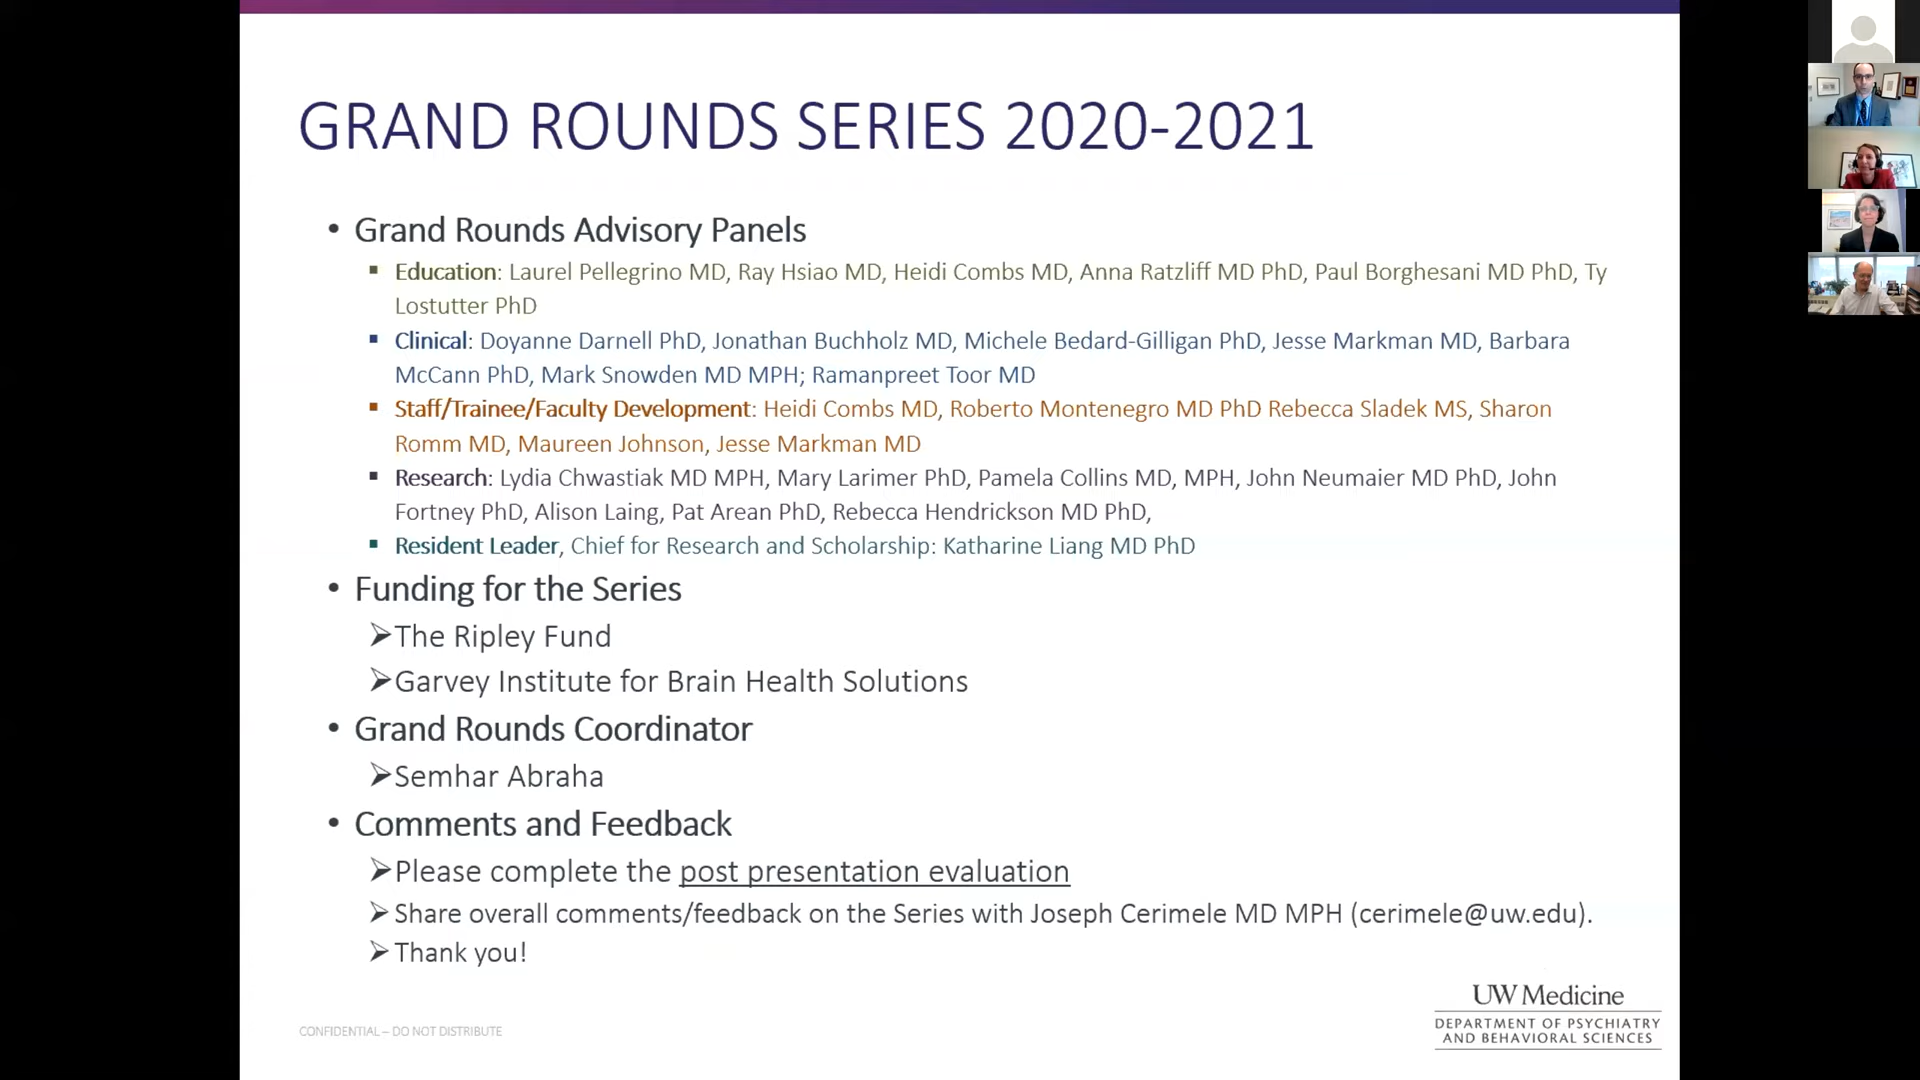 GRAND ROUNDS SERIES 2020-2021
• Grand Rounds Advisory Panels
▪ Education: Laurel Pellegrino MD, Ray Hsiao MD, Heidi Combs MD, Anna Ratzliff MD PhD, Paul Borghesani MD PhD, Ty
Lostutter PhD
▪ Clinical: Doyanne Darnell PhD, Jonathan Buchholz MD, Michele Bedard-Gilligan PhD, Jesse Markman MD, Barbara
McCann PhD, Mark Snowden MD MPH; Ramanpreet Toor MD
▪ Staff/Trainee/Faculty Development: Heidi Combs MD, Roberto Montenegro MD PhD Rebecca Sladek MS, Sharon
Romm MD, Maureen Johnson, Jesse Markman MD
▪ Research: Lydia Chwastiak MD MPH, Mary Larimer PhD, Pamela Collins MD, MPH, John Neumaier MD PhD, John
Fortney PhD, Alison Laing, Pat Arean PhD, Rebecca Hendrickson MD PhD,
▪ Resident Leader, Chief for Research and Scholarship: Katharine Liang MD PhD
• Funding for the Series
➢The Ripley Fund
➢Garvey Institute for Brain Health Solutions
• Grand Rounds Coordinator
➢Semhar Abraha
• Comments and Feedback
➢Please complete the post presentation evaluation
➢Share overall comments/feedback on the Series with Joseph Cerimele MD MPH (cerimele@uw.edu).
➢Thank you!
CONFIDENTIAL – DO NOT DISTRIBUTE
UW Medicine
DEPARTMENT OF PSYCHIATRY
AND BEHAVIORAL SCIENCES